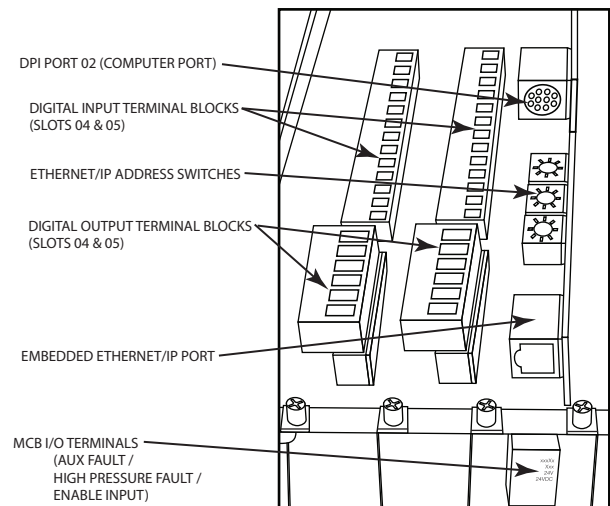 DPI PORT 02 (COMPUTER PORT)
DIGITAL INPUT TERMINAL BLOCKS
(SLOTS 04 & 05)
ETHERNET/IP ADDRESS SWITCHES
DIGITAL OUTPUT TERMINAL BLOCKS
(SLOTS 04 & 05)
EMBEDDED ETHERNET/IP PORT
MCB I/O TERMINALS
(AUX FAULT /
HIGH PRESSURE FAULT /
ENABLE INPUT)
24V
24VDC